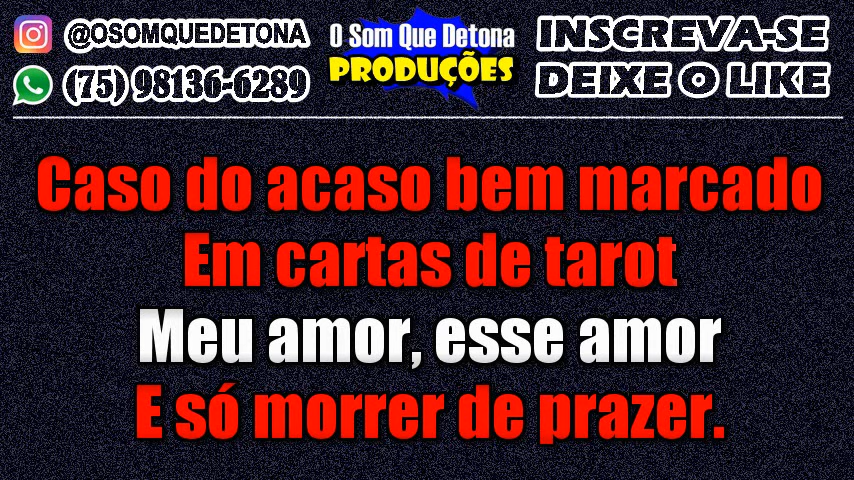 @OSOMQUEDETONA
(75) 98136-6289
O Som Que Detona
PRODUÇÕES
INSCREVA-SE
DEIXE O LIKE
Caso do acaso bem marcado
Em cartas de tarot
Meu amor, esse amor
E só morrer de prazer.